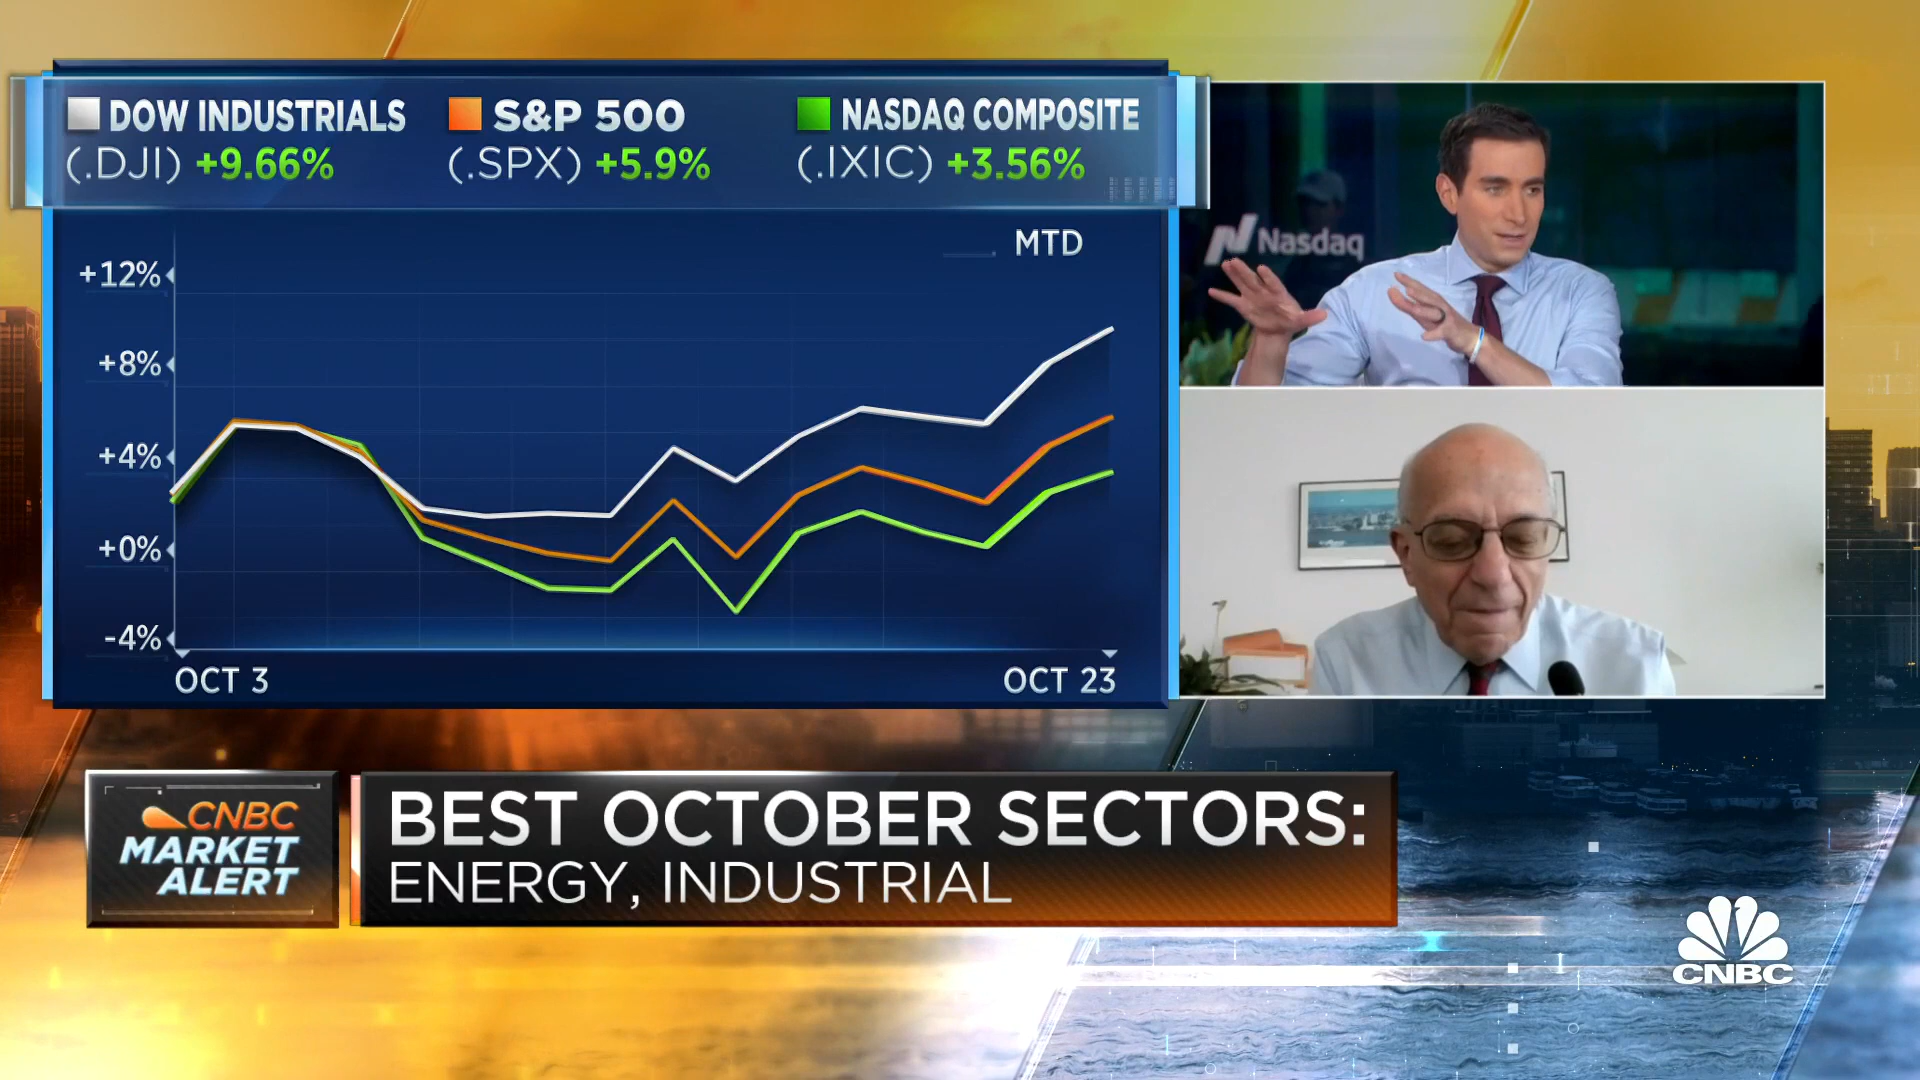 DOW INDUSTRIALS
(.DJI) +9.66%
S&P 500
(.SPX) +5.9%
NASDAQ COMPOSITE
(.IXIC) +3.56%
MTD
+12%
+8%
+4%
+0%
-4%
OCT 3
OCT 23
Nasdaq
CNBC
MARKET
ALERT
BEST OCTOBER SECTORS:
ENERGY, INDUSTRIAL
CNBC